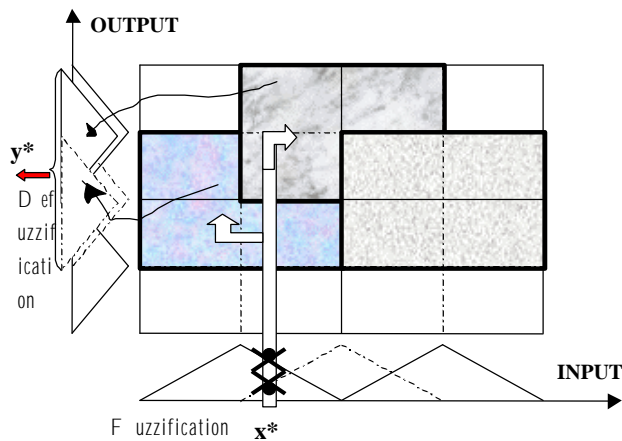 OUTPUT
y*
D ef
uzzif
icati
on
INPUT
F uzzification x*